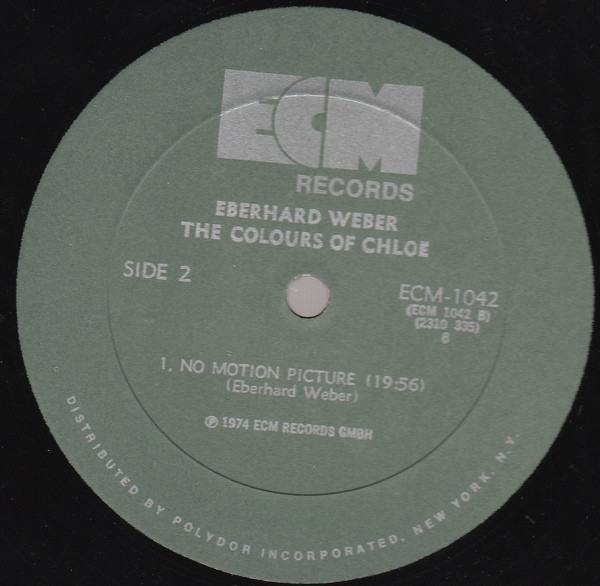 ECM
RECORDS
EBERHARD WEBER
THE COLOURS OF CHLOË
SIDE 2
ECM-1042
(ECM 1042 B)
(2310 335)
6
1. NO MOTION PICTURE (19:56)
(Eberhard Weber)
℗ 1974 ECM RECORDS GMBH
DISTRIBUTED BY POLYDOR INCORPORATED, NEW YORK, N.Y.